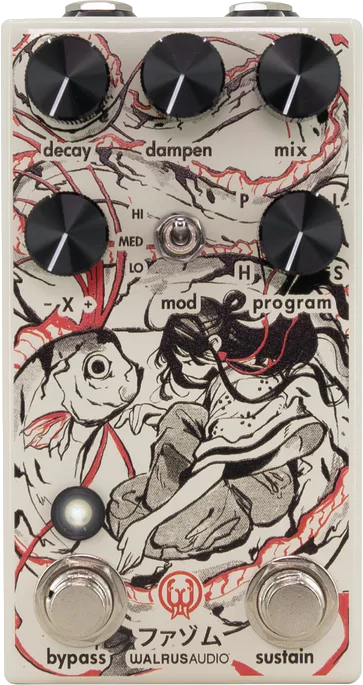 decay dampen mix
HI
P L
MED
LO
H S
- X + mod program
ファゾム
bypass WALRUSAUDIO sustain